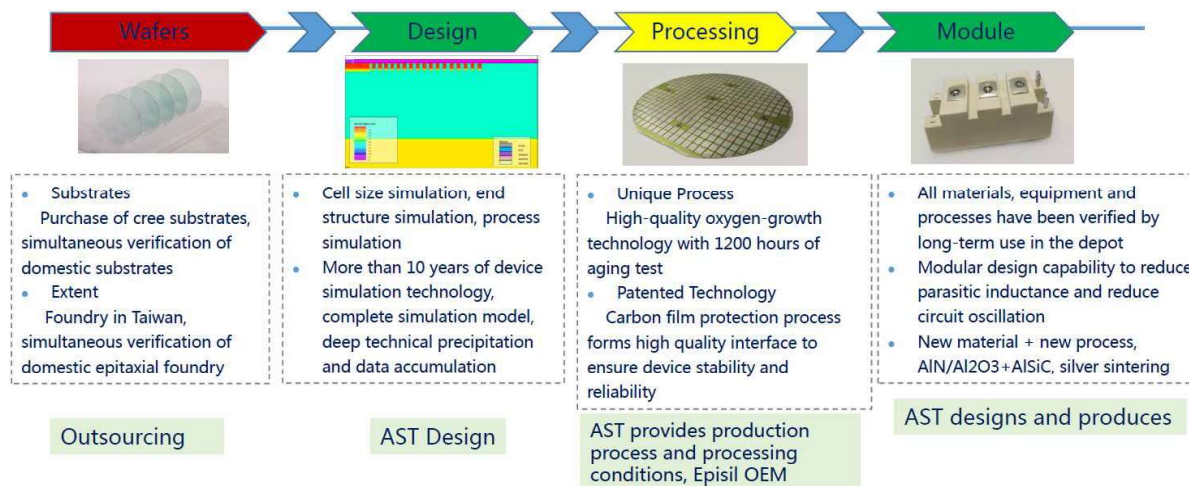 Wafers
Design
Processing
Module
Substrates
Purchase of cree substrates,
simultaneous verification of
domestic substrates
Extent
Foundry in Taiwan,
simultaneous verification of
domestic epitaxial foundry
Cell size simulation, end
structure simulation, process
simulation
More than 10 years of device
simulation technology,
complete simulation model,
deep technical precipitation
and data accumulation
Unique Process
High-quality oxygen-growth
technology with 1200 hours of
aging test
Patented Technology
Carbon film protection process
forms high quality interface to
ensure device stability and
reliability
All materials, equipment and
processes have been verified by
long-term use in the depot
Modular design capability to reduce
parasitic inductance and reduce
circuit oscillation
New material + new process,
AlN/Al2O3+AlSiC, silver sintering
Outsourcing
AST Design
AST provides production
process and processing
conditions, Episil OEM
AST designs and produces